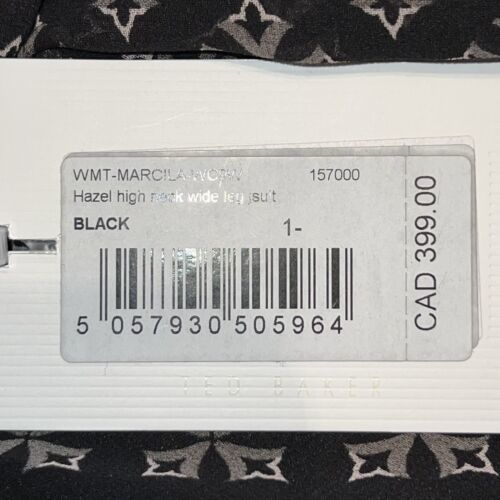 WMT-MARCILA-WC5W 157000
Hazel high neck wide leg jsuit
BLACK 1-
5 057930 505964
CAD 399.00
TED BAKER